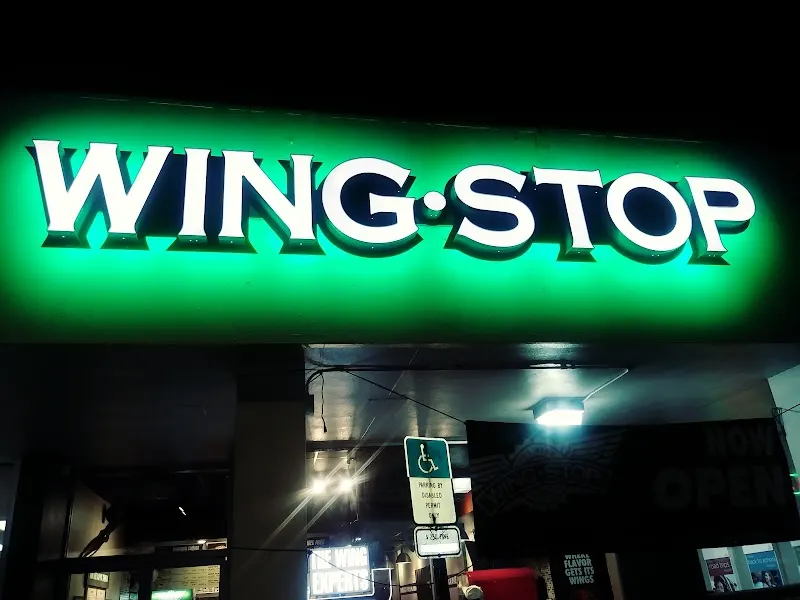 WING·STOP
NOW
OPEN
PARKING BY
DISABLED
PERMIT
ONLY
THE WING
EXPERTS
WHERE
FLAVOR
GETS ITS
WINGS